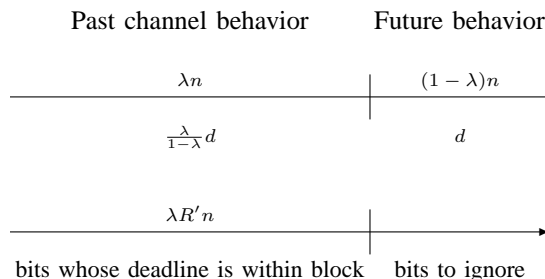 Past channel behavior Future behavior
λn (1 − λ)n
λ/(1−λ) d d
λR′n
bits whose deadline is within block bits to ignore